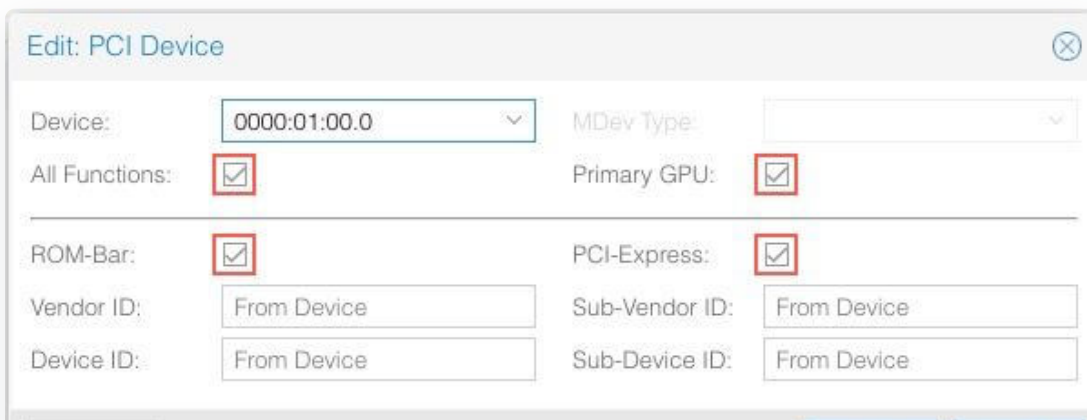 Edit: PCI Device
Device: 0000:01:00.0 MDev Type:
All Functions: Primary GPU:
ROM-Bar: PCI-Express:
Vendor ID: From Device Sub-Vendor ID: From Device
Device ID: From Device Sub-Device ID: From Device